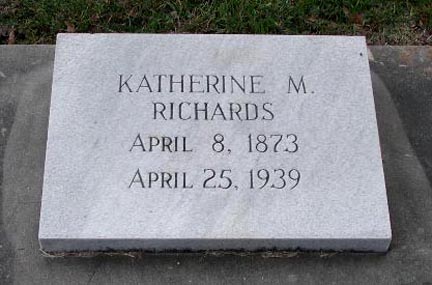 KATHERINE M.
RICHARDS
APRIL 8, 1873
APRIL 25, 1939